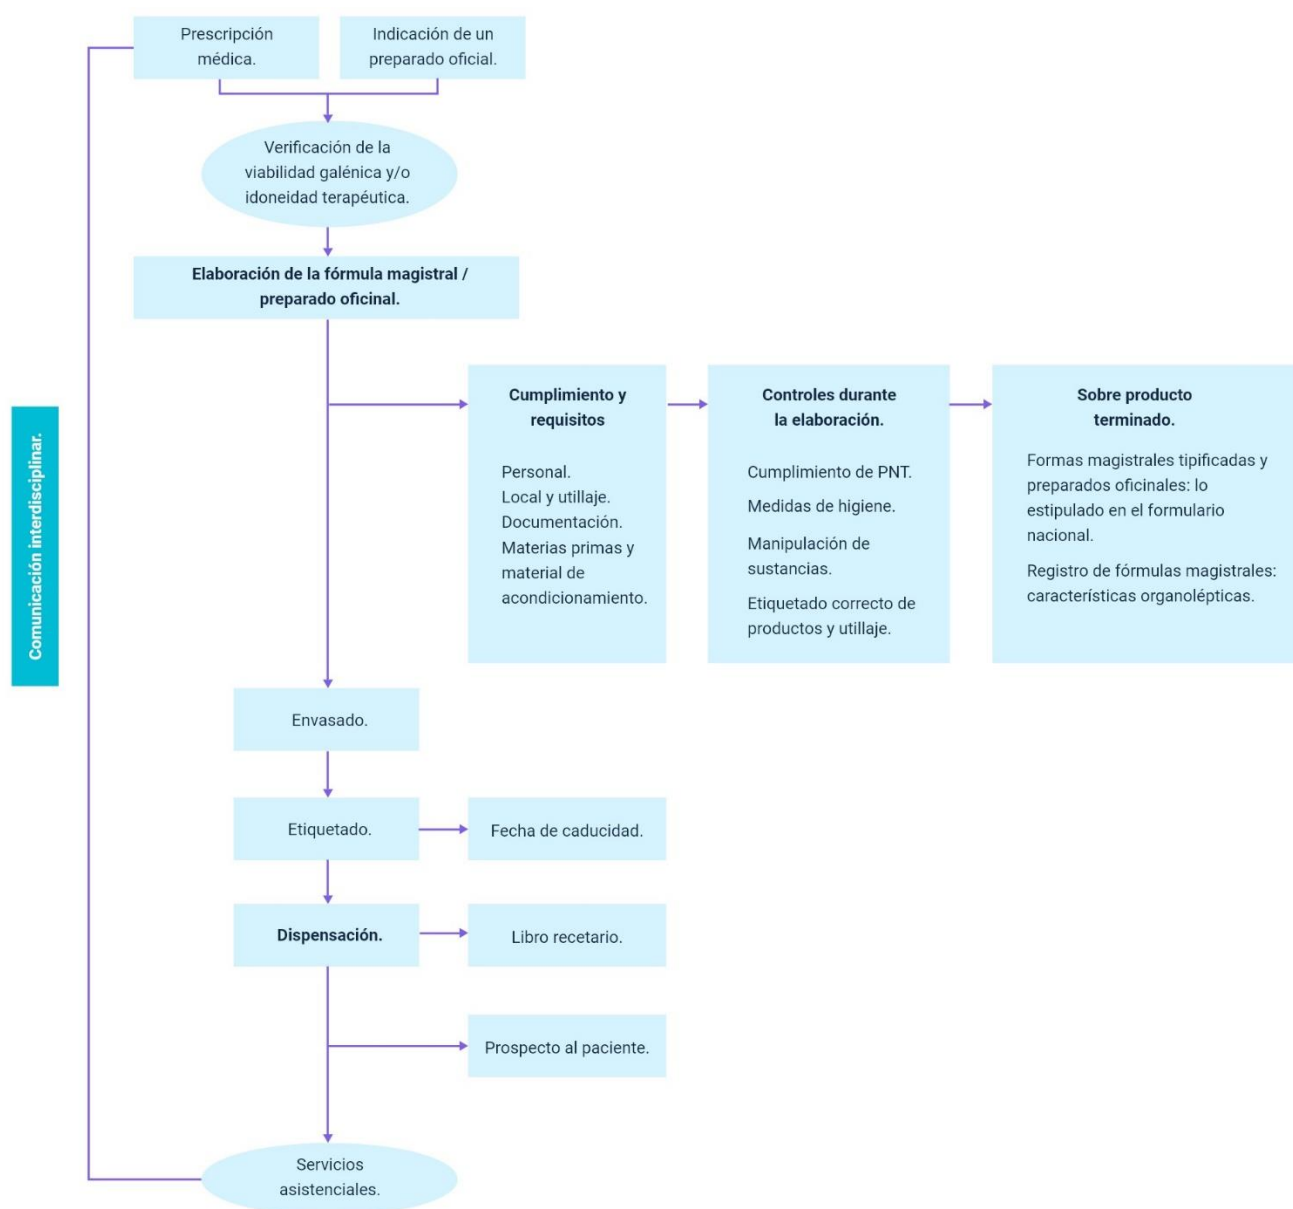 Prescripción
médica.
Indicación de un
preparado oficial.
Verificación de la
viabilidad galénica y/o
idoneidad terapéutica.
Elaboración de la fórmula magistral /
preparado oficinal.
Comunicación interdisciplinar.
Cumplimiento y
requisitos
Personal.
Local y utillaje.
Documentación.
Materias primas y
material de
acondicionamiento.
Controles durante
la elaboración.
Cumplimiento de PNT.
Medidas de higiene.
Manipulación de
sustancias.
Etiquetado correcto de
productos y utillaje.
Sobre producto
terminado.
Formas magistrales tipificadas y
preparados oficinales: lo
estipulado en el formulario
nacional.
Registro de fórmulas magistrales:
características organolépticas.
Envasado.
Etiquetado.
Fecha de caducidad.
Dispensación.
Libro recetario.
Prospecto al paciente.
Servicios
asistenciales.